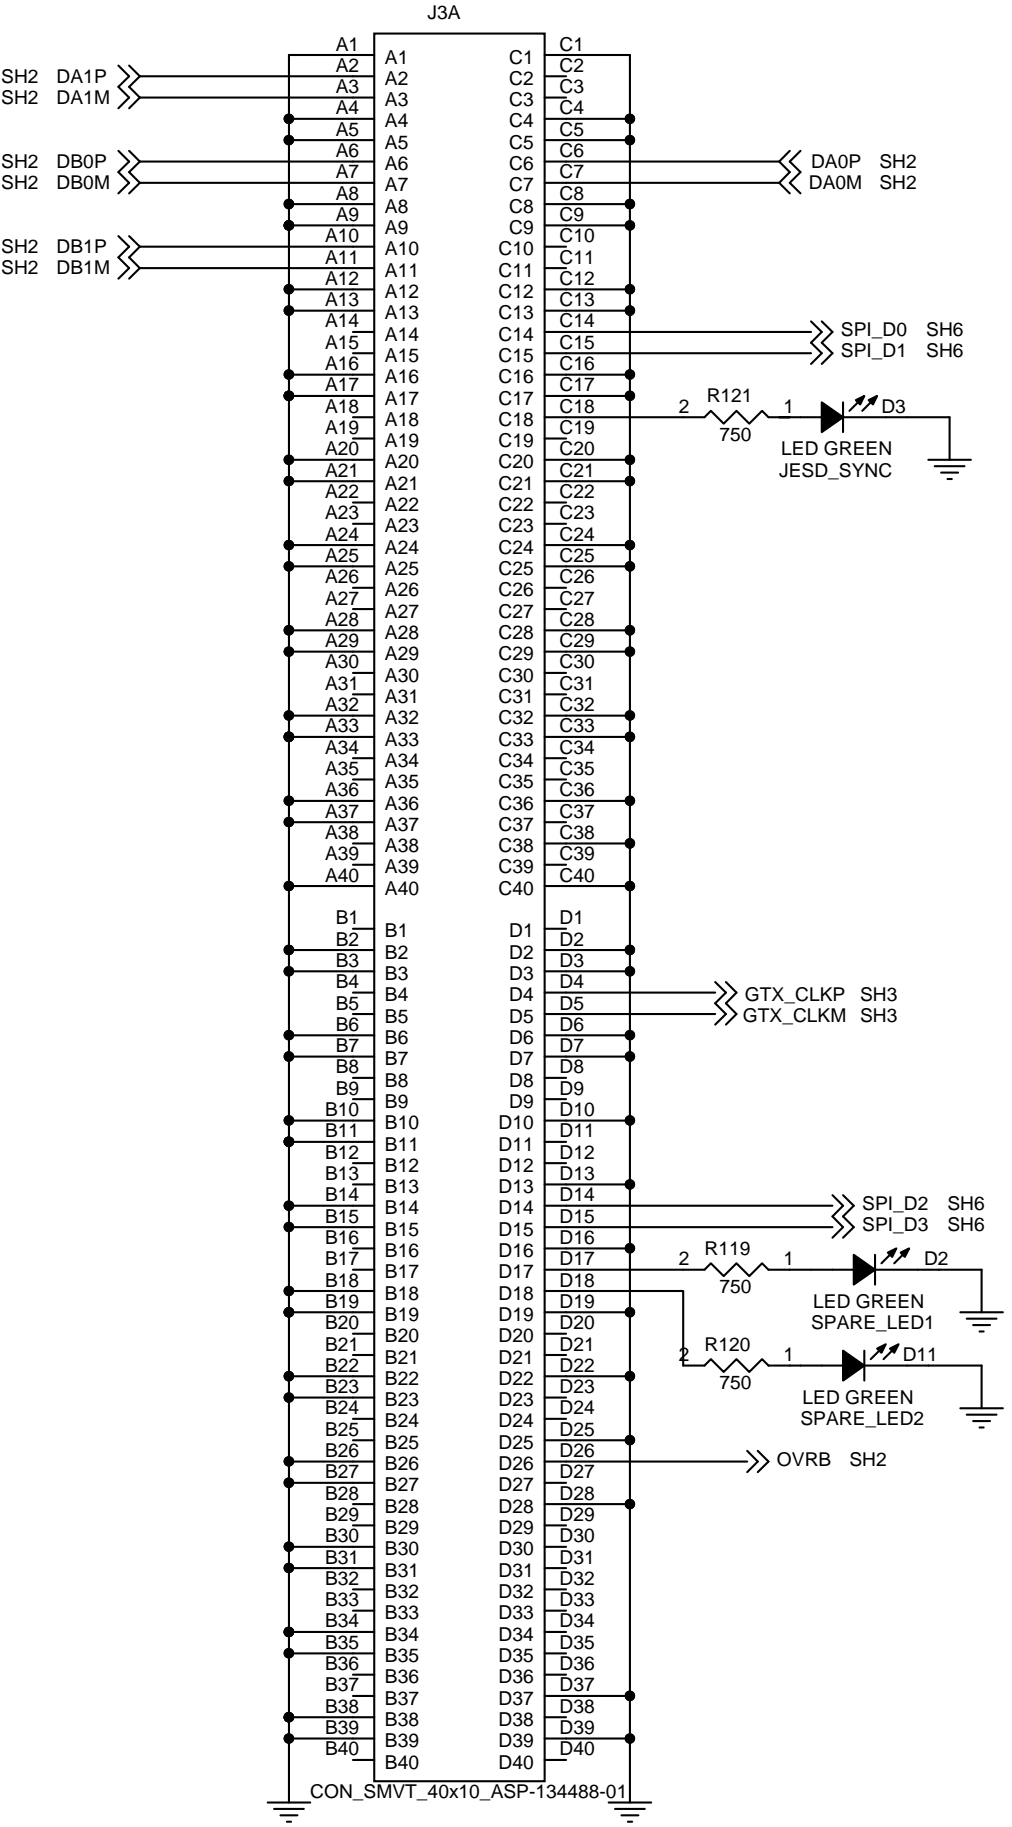 J3A
A1 A1 C1 C1
SH2 DA1P A2 A2 C2 C2
SH2 DA1M A3 A3 C3 C3
A4 A4 C4 C4
A5 A5 C5 C5
SH2 DB0P A6 A6 C6 C6 DA0P SH2
SH2 DB0M A7 A7 C7 C7 DA0M SH2
A8 A8 C8 C8
A9 A9 C9 C9
SH2 DB1P A10 A10 C10 C10
SH2 DB1M A11 A11 C11 C11
A12 A12 C12 C12
A13 A13 C13 C13
A14 A14 C14 C14 SPI_D0 SH6
A15 A15 C15 C15 SPI_D1 SH6
A16 A16 C16 C16
A17 A17 C17 C17
R121
A18 A18 C18 C18 2 1 D3
750
A19 A19 C19 C19
LED GREEN
A20 A20 C20 C20
JESD_SYNC
A21 A21 C21 C21
A22 A22 C22 C22
A23 A23 C23 C23
A24 A24 C24 C24
A25 A25 C25 C25
A26 A26 C26 C26
A27 A27 C27 C27
A28 A28 C28 C28
A29 A29 C29 C29
A30 A30 C30 C30
A31 A31 C31 C31
A32 A32 C32 C32
A33 A33 C33 C33
A34 A34 C34 C34
A35 A35 C35 C35
A36 A36 C36 C36
A37 A37 C37 C37
A38 A38 C38 C38
A39 A39 C39 C39
A40 A40 C40 C40
B1 B1 D1 D1
B2 B2 D2 D2
B3 B3 D3 D3
B4 B4 D4 D4 GTX_CLKP SH3
B5 B5 D5 D5 GTX_CLKM SH3
B6 B6 D6 D6
B7 B7 D7 D7
B8 B8 D8 D8
B9 B9 D9 D9
B10 B10 D10 D10
B11 B11 D11 D11
B12 B12 D12 D12
B13 B13 D13 D13
B14 B14 D14 D14 SPI_D2 SH6
B15 B15 D15 D15 SPI_D3 SH6
B16 B16 D16 D16
R119
B17 B17 D17 D17 2 1 D2
750
B18 B18 D18 D18
LED GREEN
B19 B19 D19 D19
SPARE_LED1
B20 B20 D20 D20
R120
B21 B21 D21 D21
2 1 D11
B22 B22 D22 D22
750
B23 B23 D23 D23
LED GREEN
B24 B24 D24 D24
SPARE_LED2
B25 B25 D25 D25
B26 B26 D26 D26 OVRB SH2
B27 B27 D27 D27
B28 B28 D28 D28
B29 B29 D29 D29
B30 B30 D30 D30
B31 B31 D31 D31
B32 B32 D32 D32
B33 B33 D33 D33
B34 B34 D34 D34
B35 B35 D35 D35
B36 B36 D36 D36
B37 B37 D37 D37
B38 B38 D38 D38
B39 B39 D39 D39
B40 B40 D40 D40
CON_SMVT_40x10_ASP-134488-01